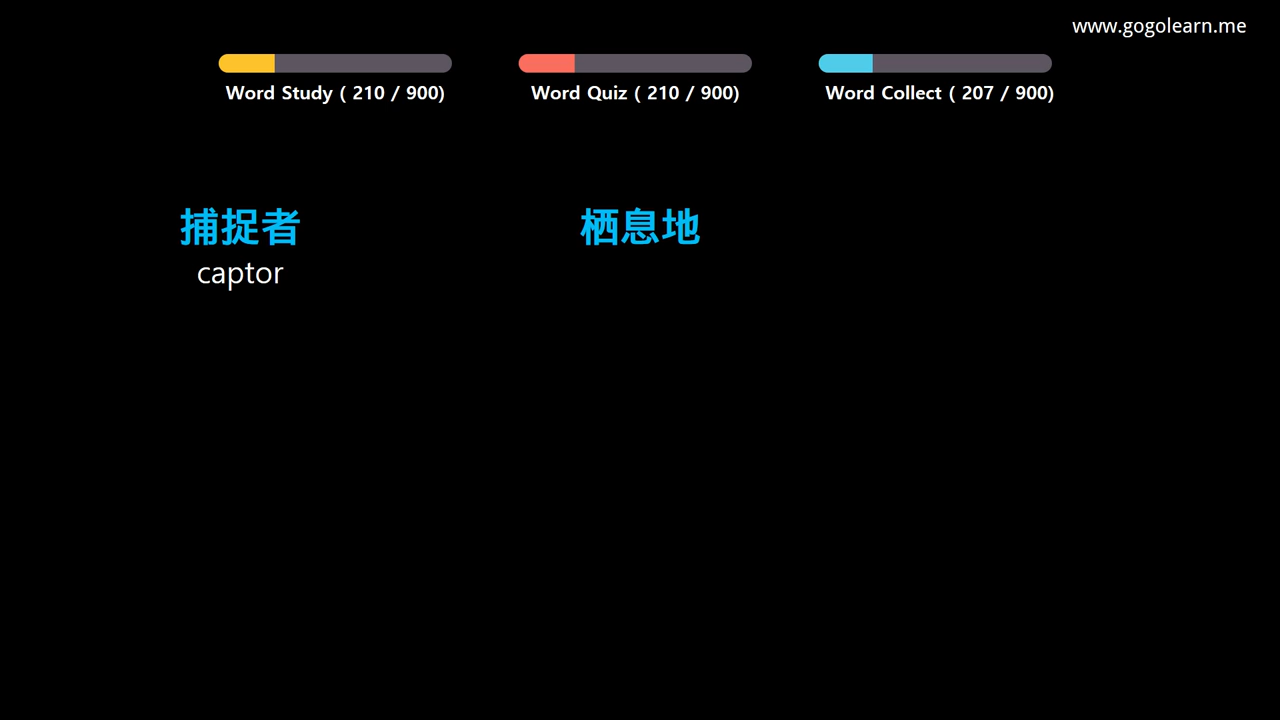 www.gogolearn.me
Word Study ( 210 / 900)
Word Quiz ( 210 / 900)
Word Collect ( 207 / 900)
捕捉者
栖息地
captor